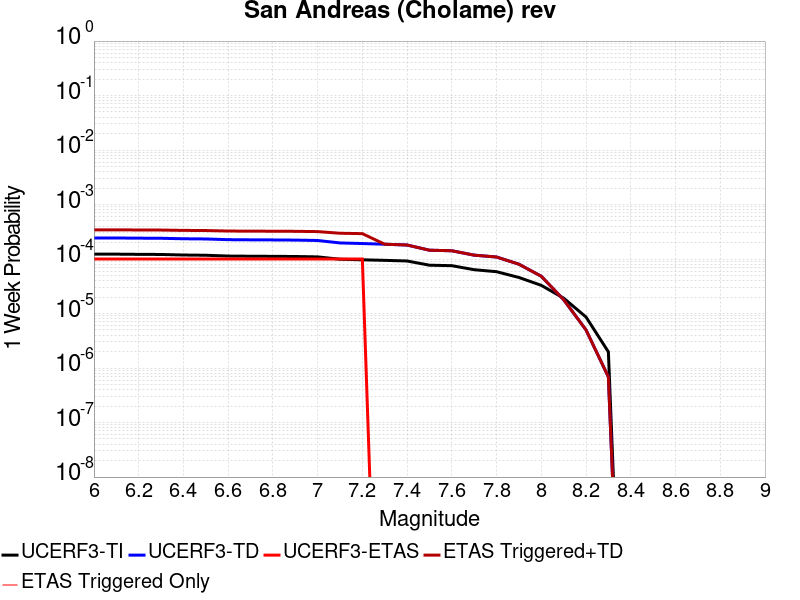 San Andreas (Cholame) rev
10^0
10^-1
10^-2
10^-3
10^-4
10^-5
10^-6
10^-7
10^-8
1 Week Probability
6 6.2 6.4 6.6 6.8 7 7.2 7.4 7.6 7.8 8 8.2 8.4 8.6 8.8 9
Magnitude
UCERF3-TI UCERF3-TD UCERF3-ETAS ETAS Triggered+TD
ETAS Triggered Only